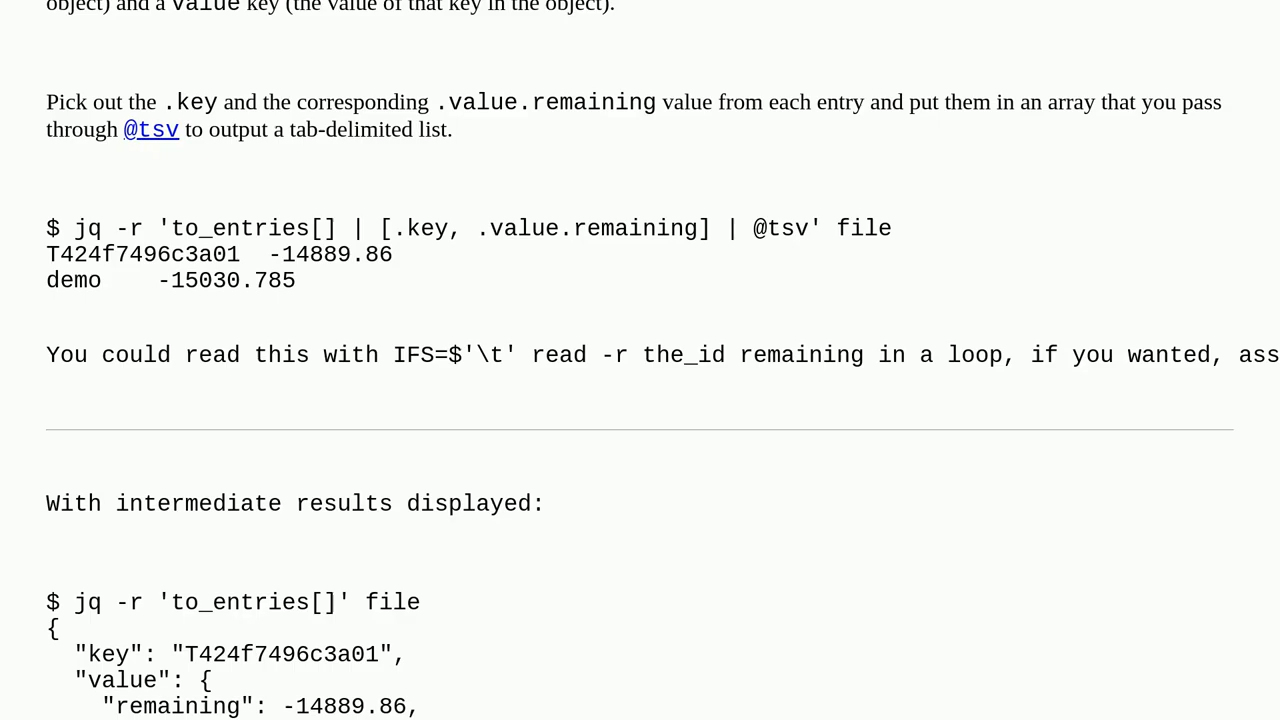 object) and a value key (the value of that key in the object).
Pick out the .key and the corresponding .value.remaining value from each entry and put them in an array that you pass
through @tsv to output a tab-delimited list.
$ jq -r 'to_entries[] | [.key, .value.remaining] | @tsv' file
T424f7496c3a01  -14889.86
demo    -15030.785
You could read this with IFS=$'\t' read -r the_id remaining in a loop, if you wanted, ass
With intermediate results displayed:
$ jq -r 'to_entries[]' file
{
  "key": "T424f7496c3a01",
  "value": {
    "remaining": -14889.86,